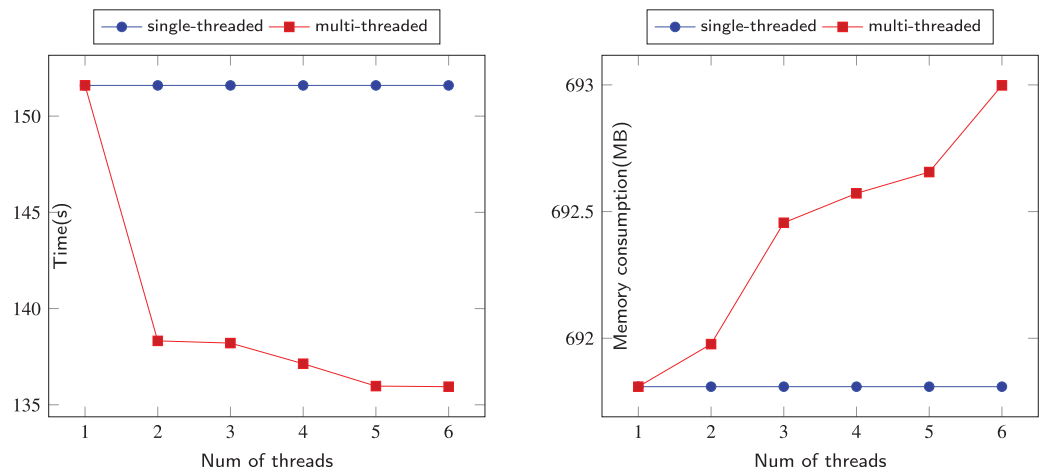 single-threaded multi-threaded
150
145
140
135
Time(s)
1 2 3 4 5 6
Num of threads
single-threaded multi-threaded
693
692.5
692
Memory consumption(MB)
1 2 3 4 5 6
Num of threads